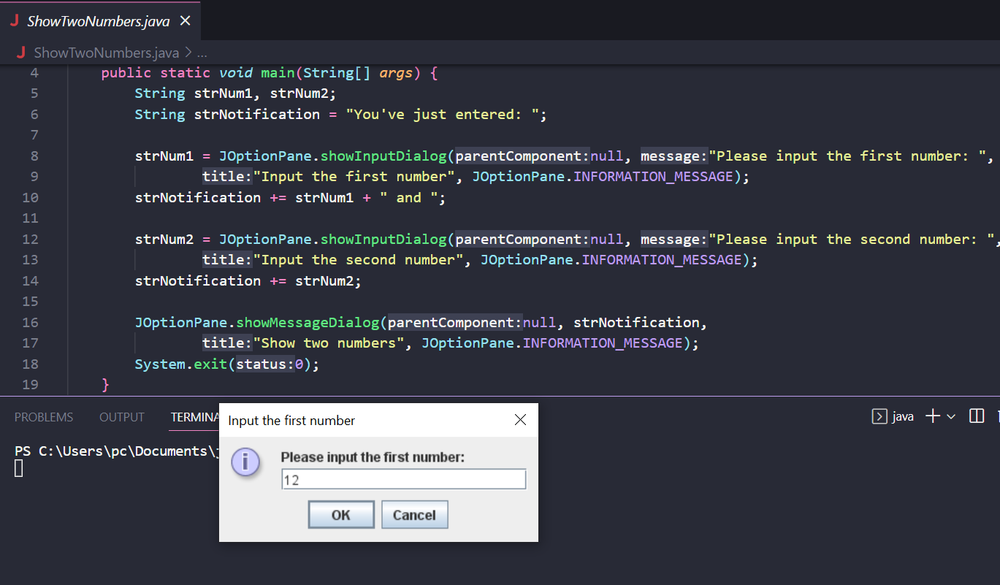 ShowTwoNumbers.java
ShowTwoNumbers.java > ...
4 public static void main(String[] args) {
5 String strNum1, strNum2;
6 String strNotification = "You've just entered: ";
7
8 strNum1 = JOptionPane.showInputDialog(parentComponent:null, message:"Please input the first number: ",
9 title:"Input the first number", JOptionPane.INFORMATION_MESSAGE);
10 strNotification += strNum1 + " and ";
11
12 strNum2 = JOptionPane.showInputDialog(parentComponent:null, message:"Please input the second number: ",
13 title:"Input the second number", JOptionPane.INFORMATION_MESSAGE);
14 strNotification += strNum2;
15
16 JOptionPane.showMessageDialog(parentComponent:null, strNotification,
17 title:"Show two numbers", JOptionPane.INFORMATION_MESSAGE);
18 System.exit(status:0);
19 }
PROBLEMS OUTPUT TERMINA java
Input the first number
PS C:\Users\pc\Documents\
Please input the first number:
12
OK Cancel